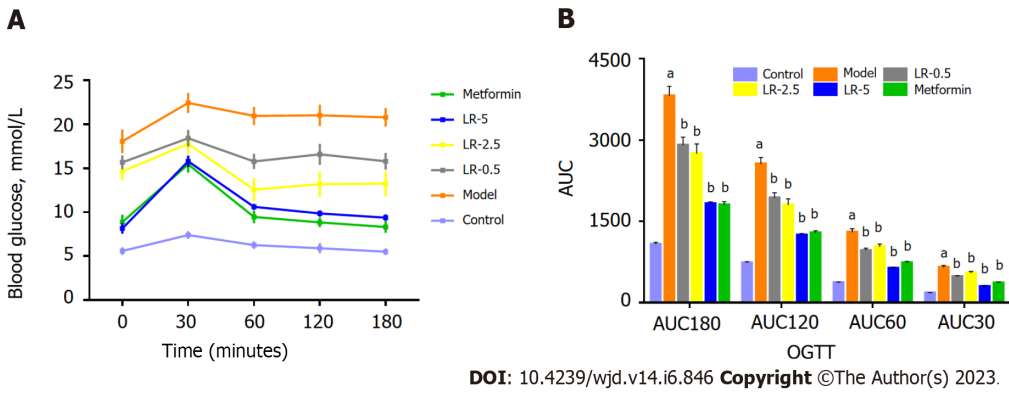 A
Blood glucose, mmol/L
25
20
15
10
5
0
0 30 60 120 180
Time (minutes)
Metformin
LR-5
LR-2.5
LR-0.5
Model
Control
B
AUC
4500
3000
1500
0
Control Model LR-0.5
LR-2.5 LR-5 Metformin
a b b b b
a b b b b
a b b b b
a b b b b
AUC180 AUC120 AUC60 AUC30
OGTT
DOI: 10.4239/wjd.v14.i6.846 Copyright ©The Author(s) 2023.